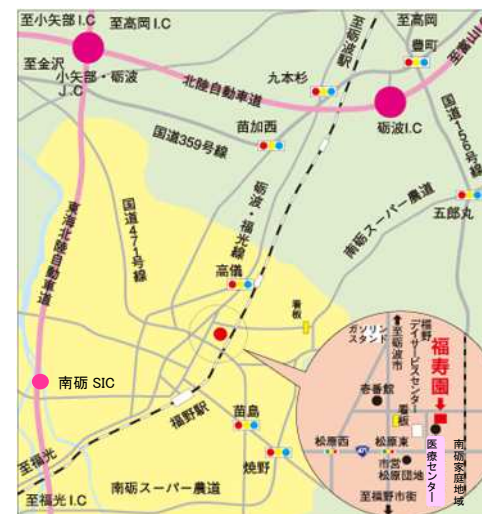 至小矢部I.C
至高岡I.C
至砺波駅
至高岡
豊町
至富山I.C
至金沢
小矢部・砺波
J.C
北陸自動車道
九本杉
砺波I.C
苗加西
国道359号線
国道156号線
国道471号線
砺波・福光線
五郎丸
南砺スーパー農道
東海北陸自動車道
高儀
看板
南砺 SIC
福野駅
苗島
焼野
至福光
至福光I.C
南砺スーパー農道
ガソリン
スタンド
至砺波市
福野
デイサービスセンター
福寿園
壱番館
看板
松原西
松原東
471
市営
松原団地
医療センター
南砺家庭地域
至福野市街